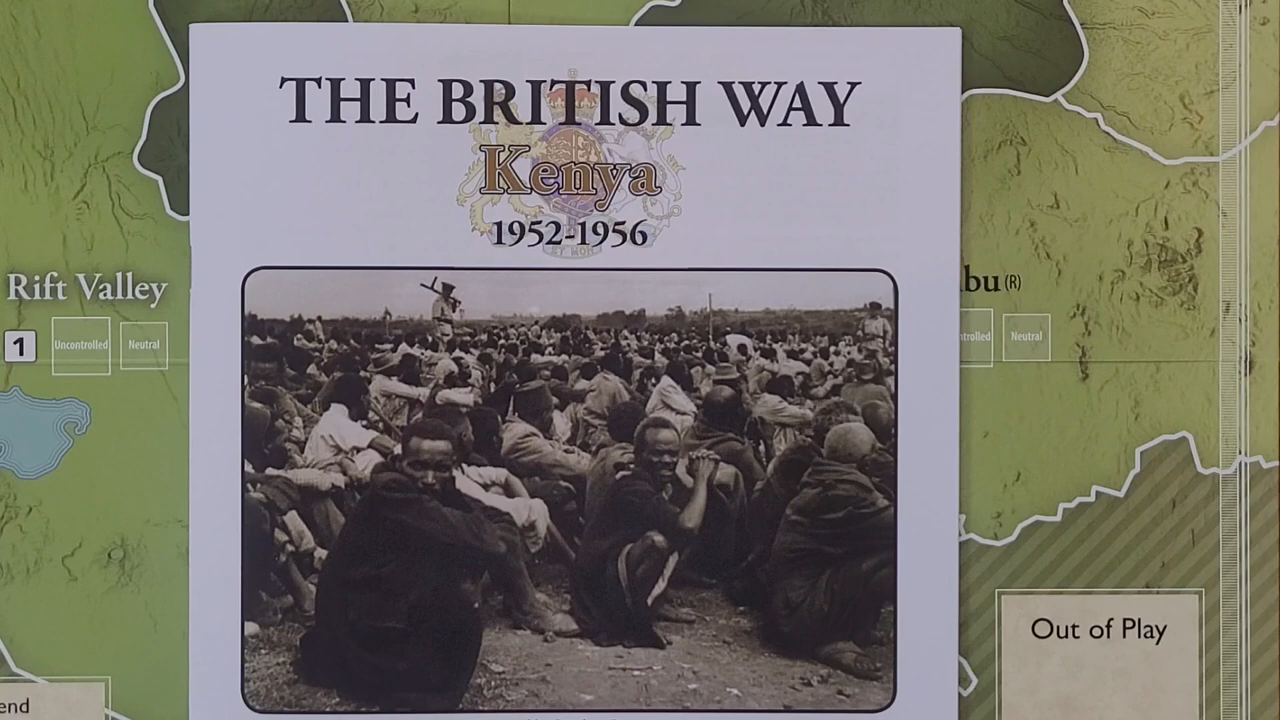 THE BRITISH WAY
Kenya
1952-1956
Rift Valley
1
Uncontrolled
Neutral
bu (R)
ntrolled
Neutral
Out of Play
end